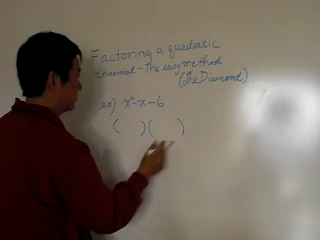 Factoring a quadratic
trinomial - The easy method
(The Diamond)
ex) x²-x-6
(    )(    )